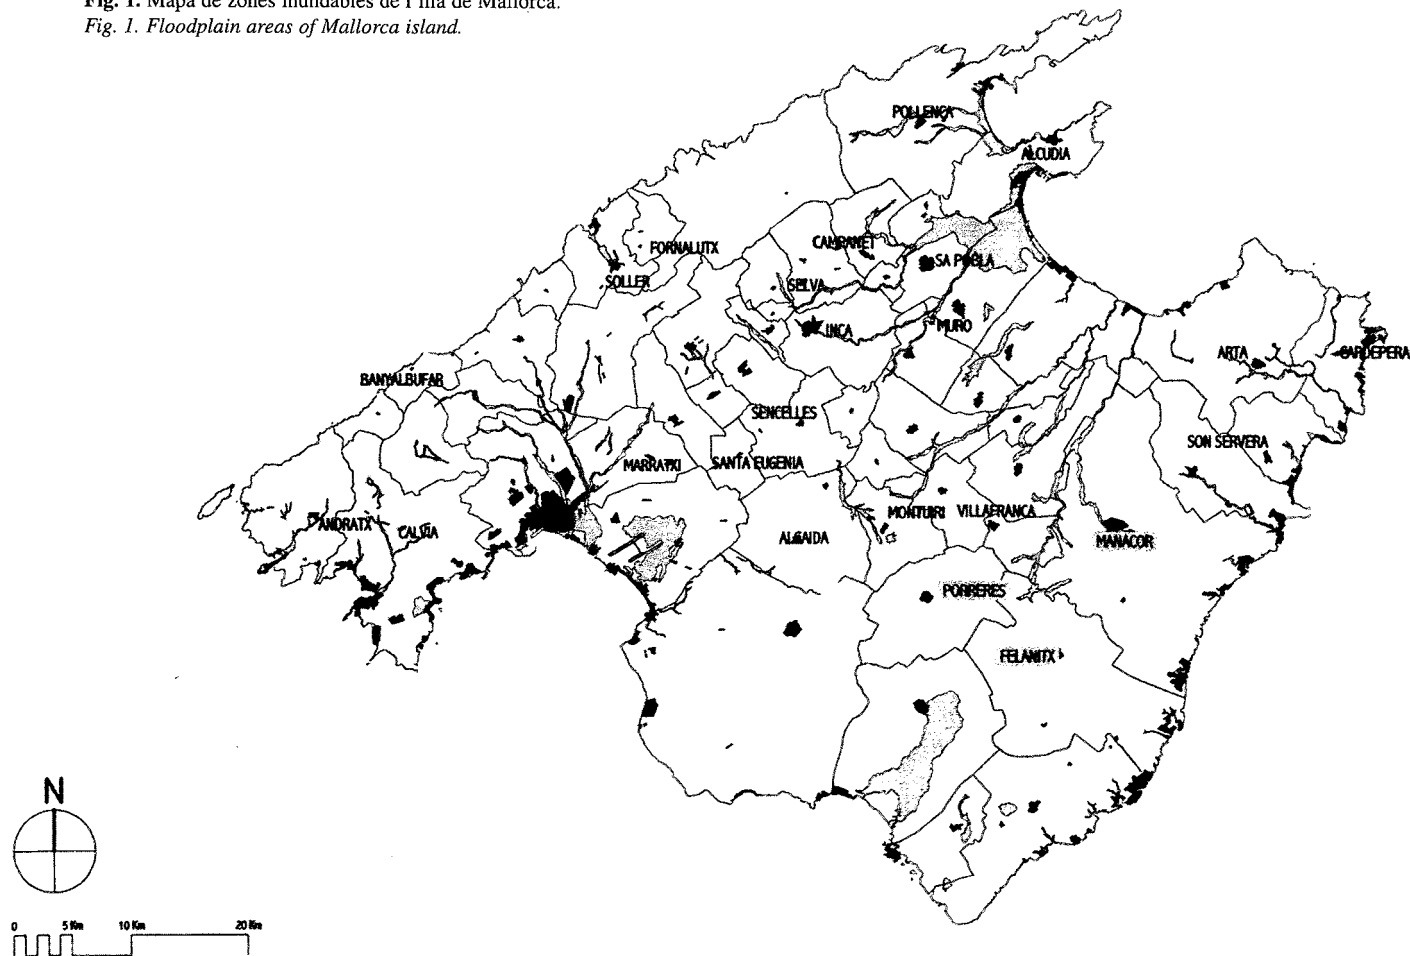 Fig. 1. Mapa de zones inundables de l'illa de Mallorca.
Fig. 1. Floodplain areas of Mallorca island.
POLLENÇA
ALCUDIA
CAMPANET
FORNALUTX
SA POBLA
SOLLER
SELVA
INCA
MURO
ARTA
CAPDEPERA
BANYALBUFAR
SENCELLES
SON SERVERA
MARRATXI
SANTA EUGENIA
MONTUIRI
VILLAFRANCA
ANDRATX
CALVIA
ALGAIDA
MANACOR
PORRERES
FELANITX
N
0 5 Km 10 Km 20 Km